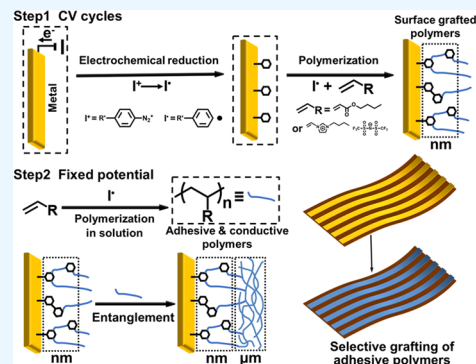 Step1 CV cycles
e-
I
Metal
Electrochemical reduction
I+ → I•
I+ = R'- N2+ I• = R'- •
Polymerization
I• + R
R =
or
Surface grafted
polymers
nm
Step2 Fixed potential
R
I•
Polymerization
in solution
n ≡
R
Adhesive & conductive
polymers
Entanglement
nm
nm μm
Selective grafting of
adhesive polymers